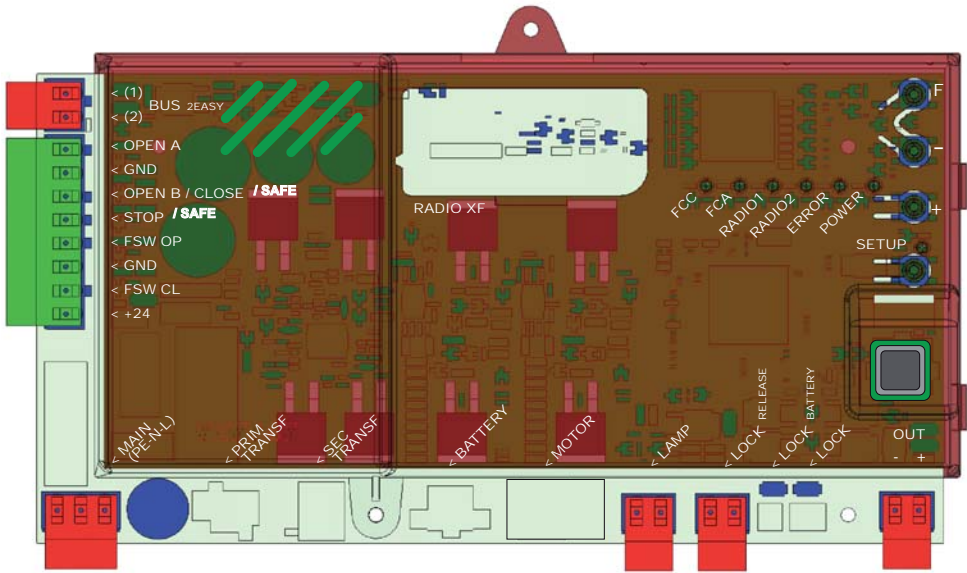 < (1)
BUS 2EASY
< (2)
< OPEN A
< GND
< OPEN B / CLOSE / SAFE
< STOP / SAFE
< FSW OP
< GND
< FSW CL
< +24
RADIO XF
F
-
+
FCC
FCA
RADIO1
RADIO2
ERROR
POWER
SETUP
< MAIN
(PE-N-L)
< PRIM
TRANSF
< SEC
TRANSF
< BATTERY
< MOTOR
< LAMP
< LOCK RELEASE
< LOCK BATTERY
< LOCK
OUT
- +